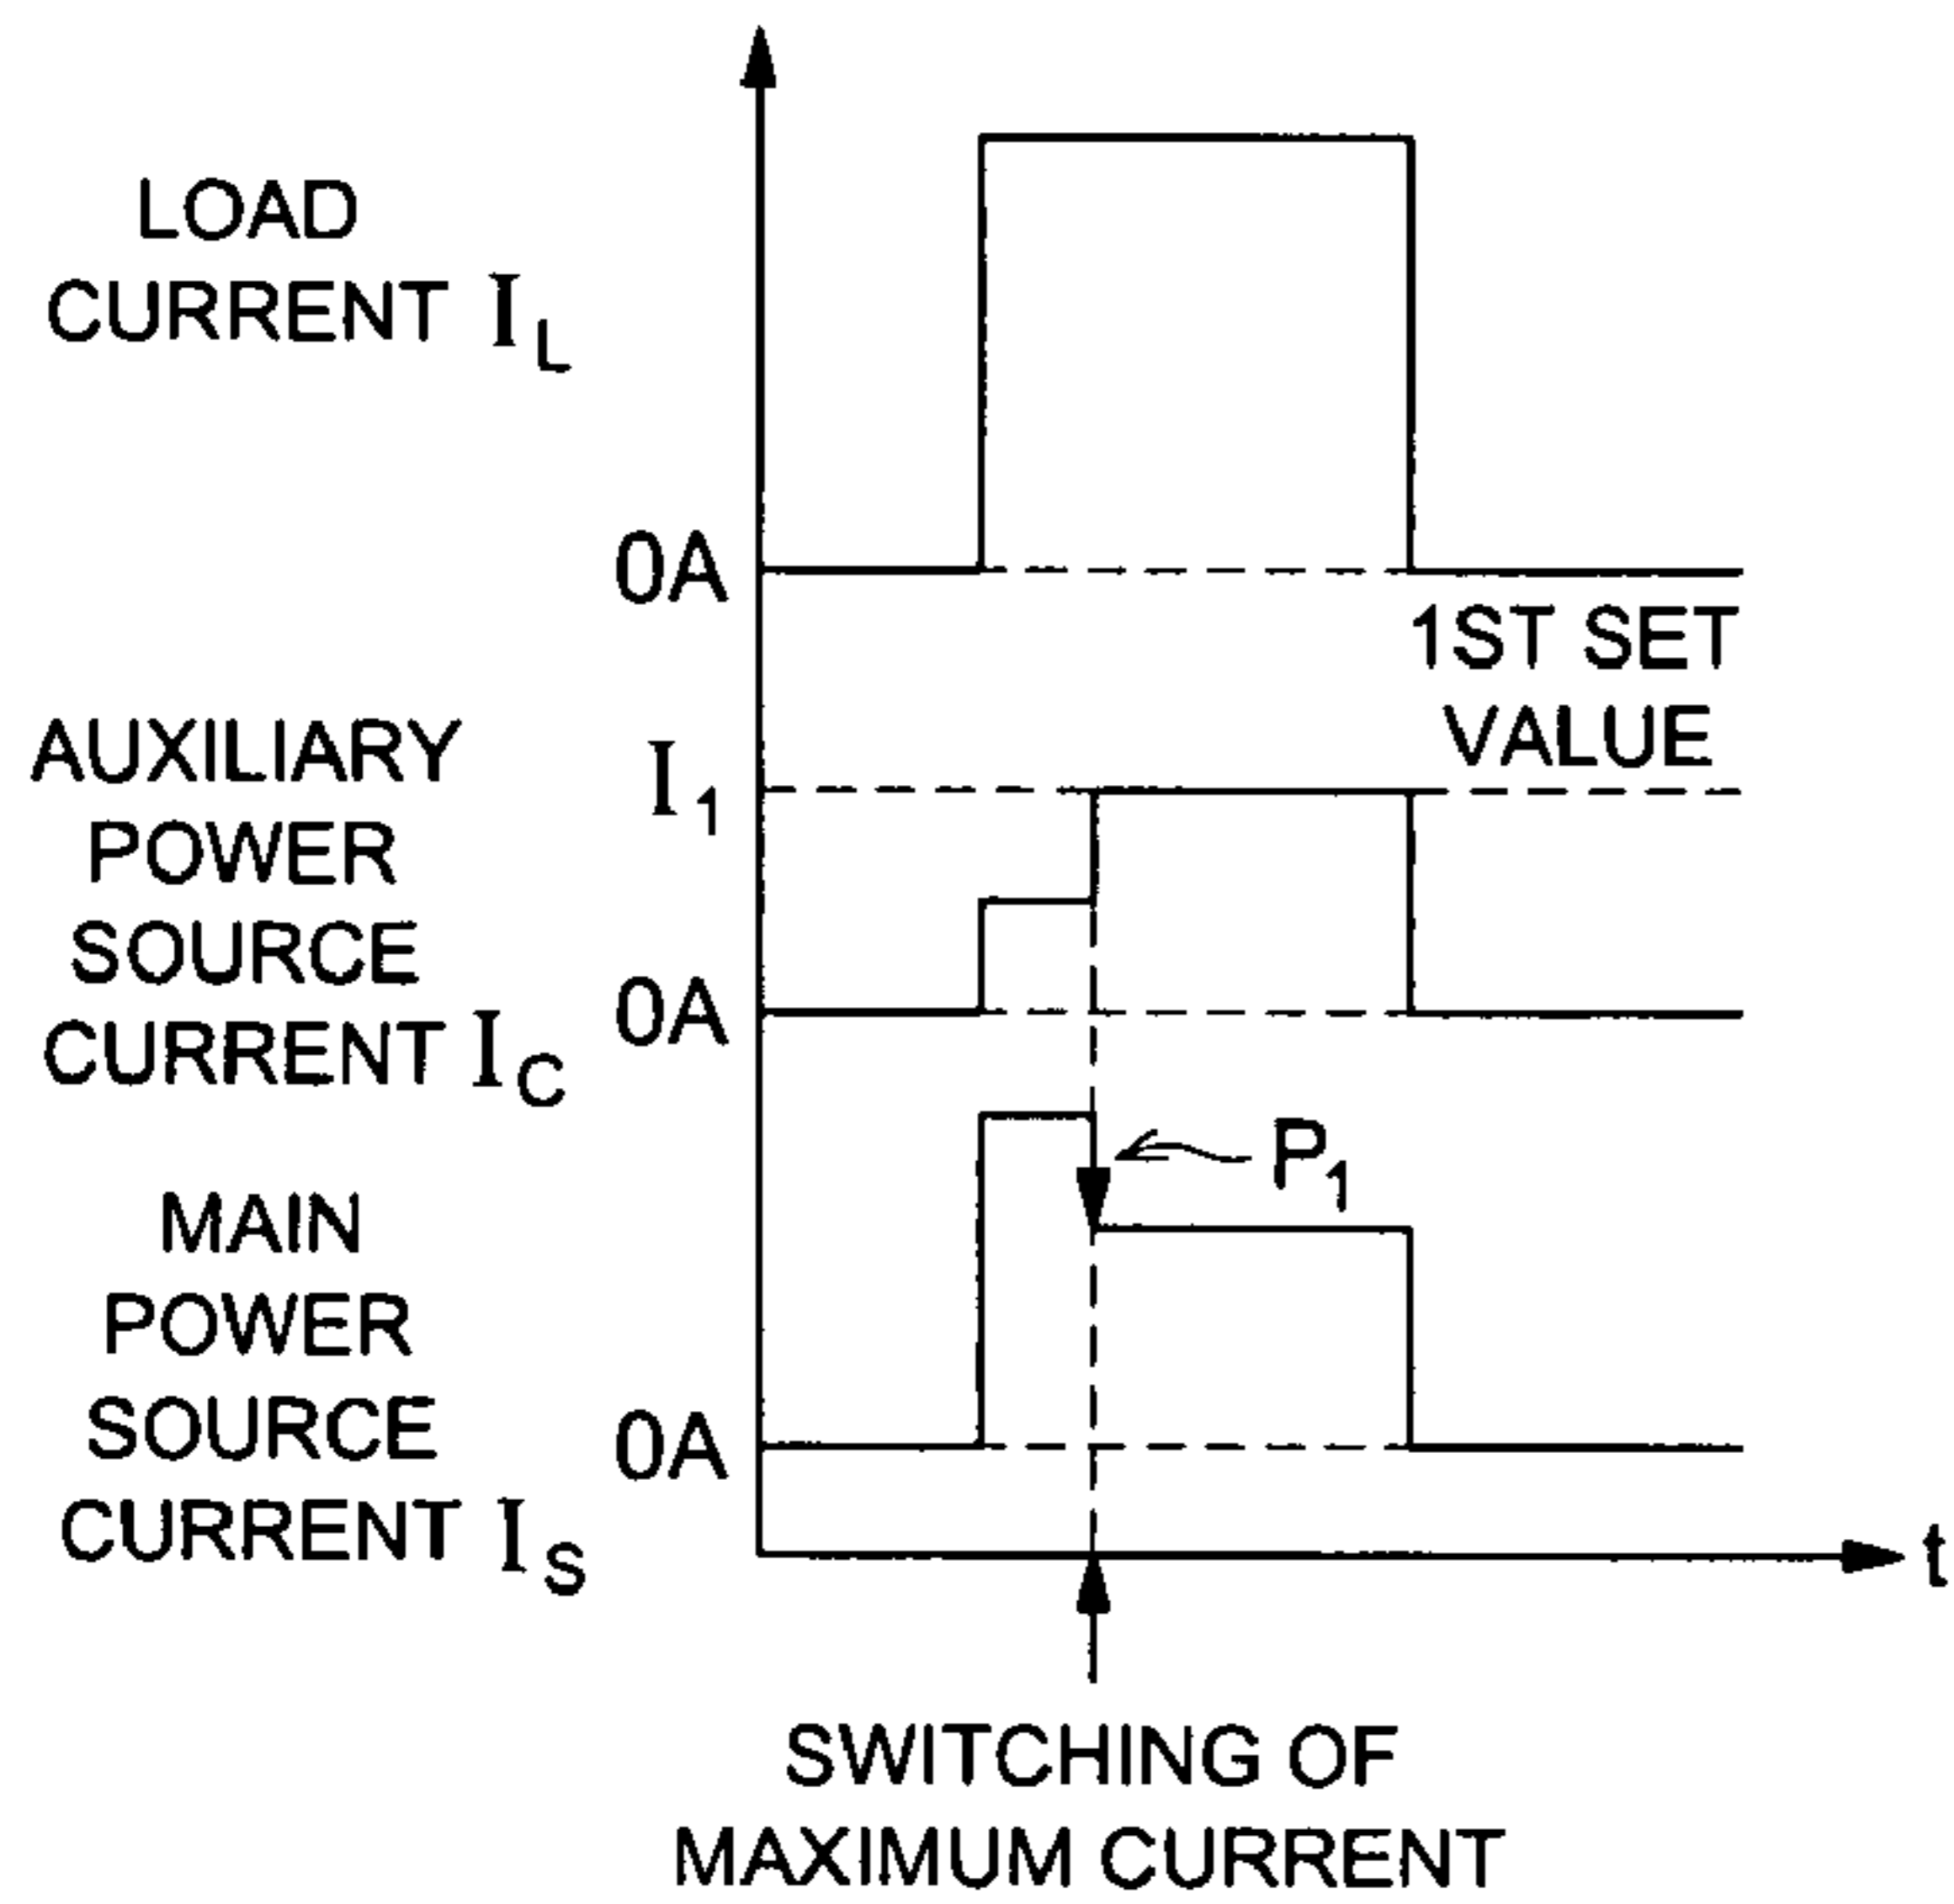 LOAD
CURRENT I_L
0A
1ST SET
VALUE
AUXILIARY
POWER
SOURCE
CURRENT I_C
I_1
0A
P_1
MAIN
POWER
SOURCE
CURRENT I_S
0A
t
SWITCHING OF
MAXIMUM CURRENT